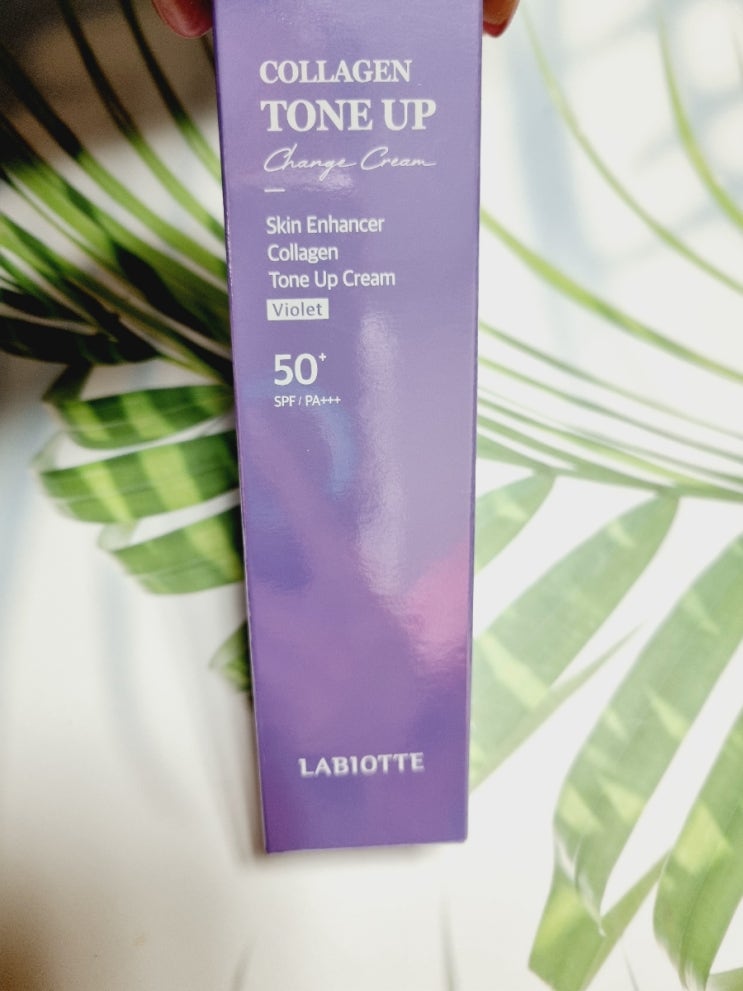 COLLAGEN
TONE UP
Change Cream
Skin Enhancer
Collagen
Tone Up Cream
Violet
50+
SPF / PA+++
LABIOTTE